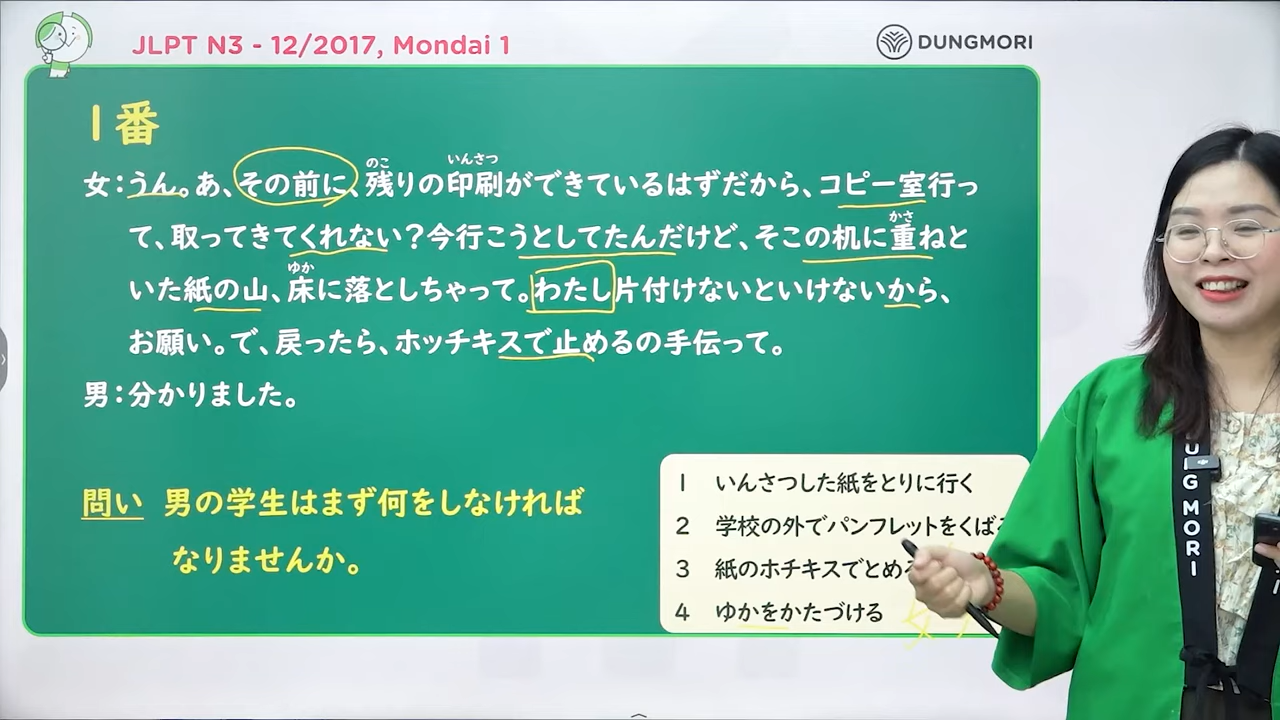 JLPT N3 - 12/2017, Mondai 1
DUNGMORI
1番
女：うん。あ、その前に、残りの印刷ができているはずだから、コピー室行っ
のこ
いんさつ
て、取ってきてくれない？今行こうとしてたんだけど、そこの机に重ねと
かさ
いた紙の山、床に落としちゃって。わたし片付けないといけないから、
ゆか
お願い。で、戻ったら、ホッチキスで止めるの手伝って。
男：分かりました。
問い 男の学生はまず何をしなければ
なりませんか。
1 いんさつした紙をとりに行く
2 学校の外でパンフレットをくば
3 紙のホチキスでとめ
4 ゆかをかたづける
MORI